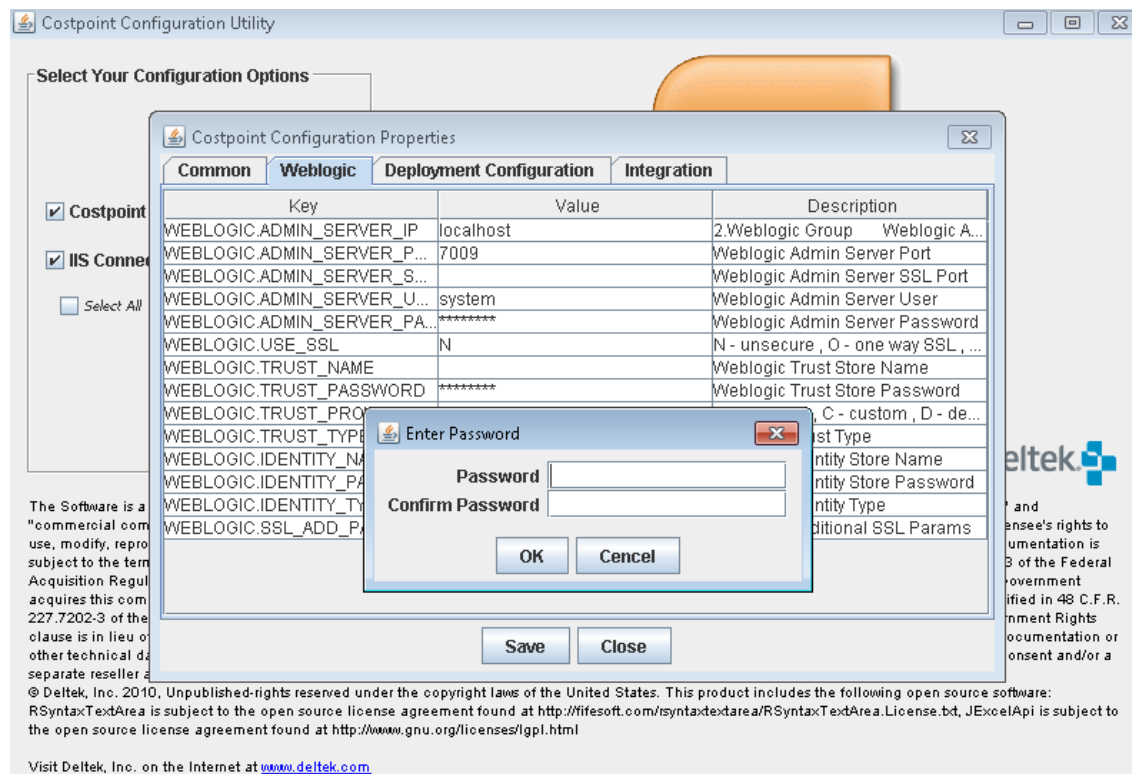 Costpoint Configuration Utility
Select Your Configuration Options
Costpoint Configuration Properties
Common Weblogic Deployment Configuration Integration
Key Value Description
WEBLOGIC.ADMIN_SERVER_IP localhost 2.Weblogic Group Weblogic A...
WEBLOGIC.ADMIN_SERVER_P... 7009 Weblogic Admin Server Port
WEBLOGIC.ADMIN_SERVER_S... Weblogic Admin Server SSL Port
WEBLOGIC.ADMIN_SERVER_U... system Weblogic Admin Server User
WEBLOGIC.ADMIN_SERVER_PA... ******** Weblogic Admin Server Password
WEBLOGIC.USE_SSL N N - unsecure , O - one way SSL , ...
WEBLOGIC.TRUST_NAME Weblogic Trust Store Name
WEBLOGIC.TRUST_PASSWORD ******** Weblogic Trust Store Password
WEBLOGIC.TRUST_PRO , C - custom , D - de...
WEBLOGIC.TRUST_TYPE ust Type
WEBLOGIC.IDENTITY_NA ntity Store Name
WEBLOGIC.IDENTITY_PA ntity Store Password
WEBLOGIC.IDENTITY_TY ntity Type
WEBLOGIC.SSL_ADD_PA ditional SSL Params
Costpoint
IIS Connec
Select All
Enter Password
Password
Confirm Password
OK Cencel
Save Close
eltek.
The Software is a ' and
"commercial com ensee's rights to
use, modify, repro umentation is
subject to the tern 3 of the Federal
Acquisition Regul overnment
acquires this com ified in 48 C.F.R.
227.7202-3 of the rnment Rights
clause is in lieu o ocumentation or
other technical da onsent and/or a
separate reseller a
© Deltek, Inc. 2010, Unpublished-rights reserved under the copyright laws of the United States. This product includes the following open source software:
RSyntaxTextArea is subject to the open source license agreement found at http://fifesoft.com/rsyntaxtextarea/RSyntaxTextArea.License.txt, JExcelApi is subject to
the open source license agreement found at http://www.gnu.org/licenses/lgpl.html
Visit Deltek, Inc. on the Internet at www.deltek.com